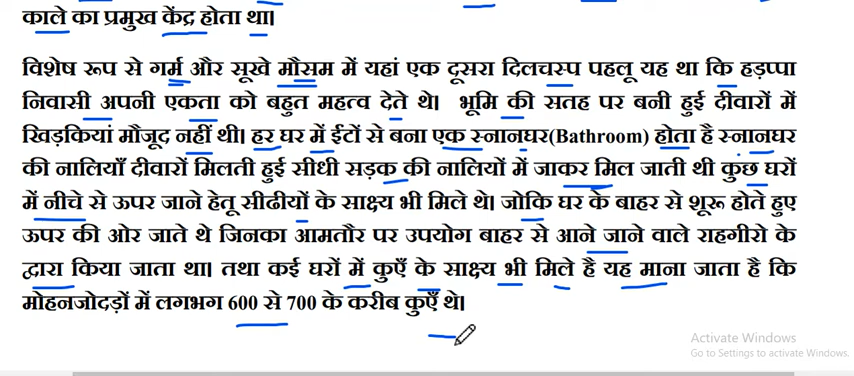 काले का प्रमुख केंद्र होता था।
विशेष रूप से गर्म और सूखे मौसम में यहां एक दूसरा दिलचस्प पहलू यह था कि हड़प्पा
निवासी अपनी एकता को बहुत महत्व देते थे। भूमि की सतह पर बनी हुई दीवारों में
खिड़कियां मौजूद नहीं थी। हर घर में ईंटों से बना एक स्नानघर(Bathroom) होता है स्नानघर
की नालियाँ दीवारों मिलती हुई सीधी सड़क की नालियों में जाकर मिल जाती थी कुछ घरों
में नीचे से ऊपर जाने हेतू सीढीयों के साक्ष्य भी मिले थे। जोकि घर के बाहर से शुरू होते हुए
ऊपर की ओर जाते थे जिनका आमतौर पर उपयोग बाहर से आने जाने वाले राहगीरो के
द्वारा किया जाता था। तथा कई घरों में कुएँ के साक्ष्य भी मिले है यह माना जाता है कि
मोहनजोदड़ों में लगभग 600 से 700 के करीब कुएँ थे।
Activate Windows
Go to Settings to activate Windows.